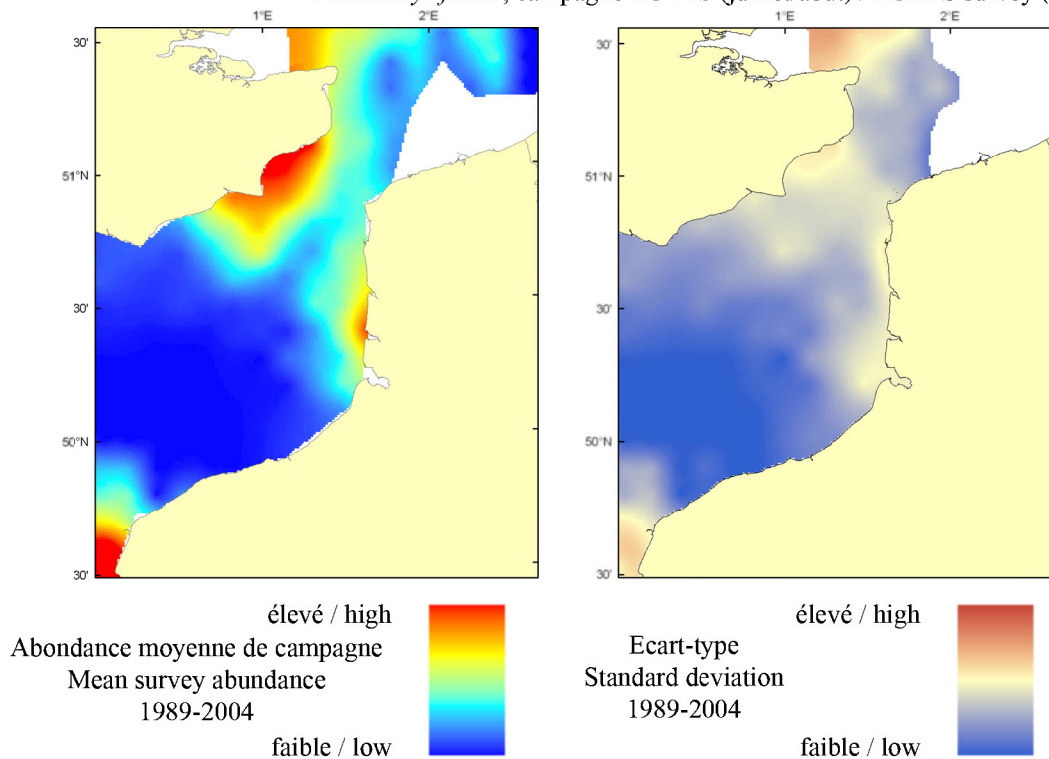 1°E 2°E 1°E 2°E
30' 30'
51°N 51°N
30' 30'
50°N 50°N
30' 30'
élevé / high élevé / high
Abondance moyenne de campagne Ecart-type
Mean survey abundance Standard deviation
1989-2004 1989-2004
faible / low faible / low